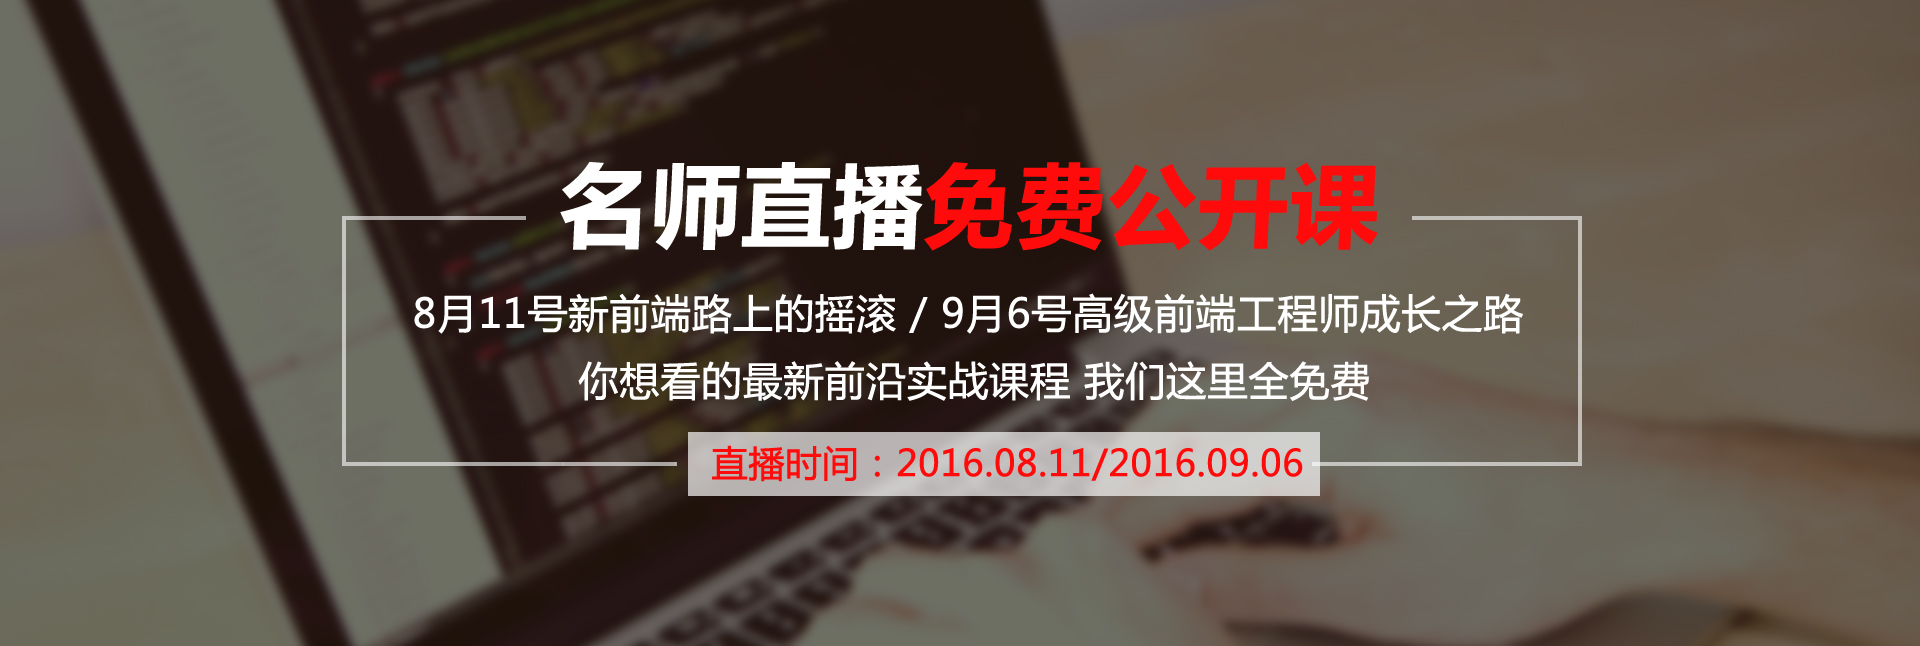 名师直播免费公开课
8月11号新前端路上的摇滚 / 9月6号高级前端工程师成长之路
你想看的最新前沿实战课程 我们这里全免费
直播时间：2016.08.11/2016.09.06